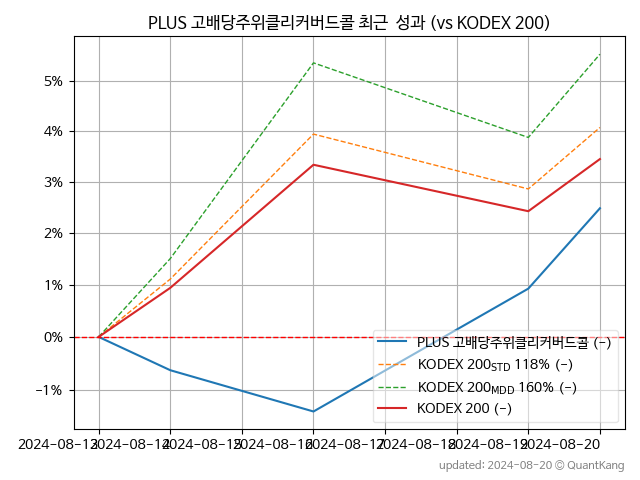 PLUS 고배당주위클리커버드콜 최근 성과 (vs KODEX 200)
5%
4%
3%
2%
1%
0%
−1%
PLUS 고배당주위클리커버드콜 (−)
KODEX 200STD 118% (−)
KODEX 200MDD 160% (−)
KODEX 200 (−)
2024-08-13 2024-08-14 2024-08-15 2024-08-16 2024-08-17 2024-08-18 2024-08-19 2024-08-20
updated: 2024-08-20 © QuantKang